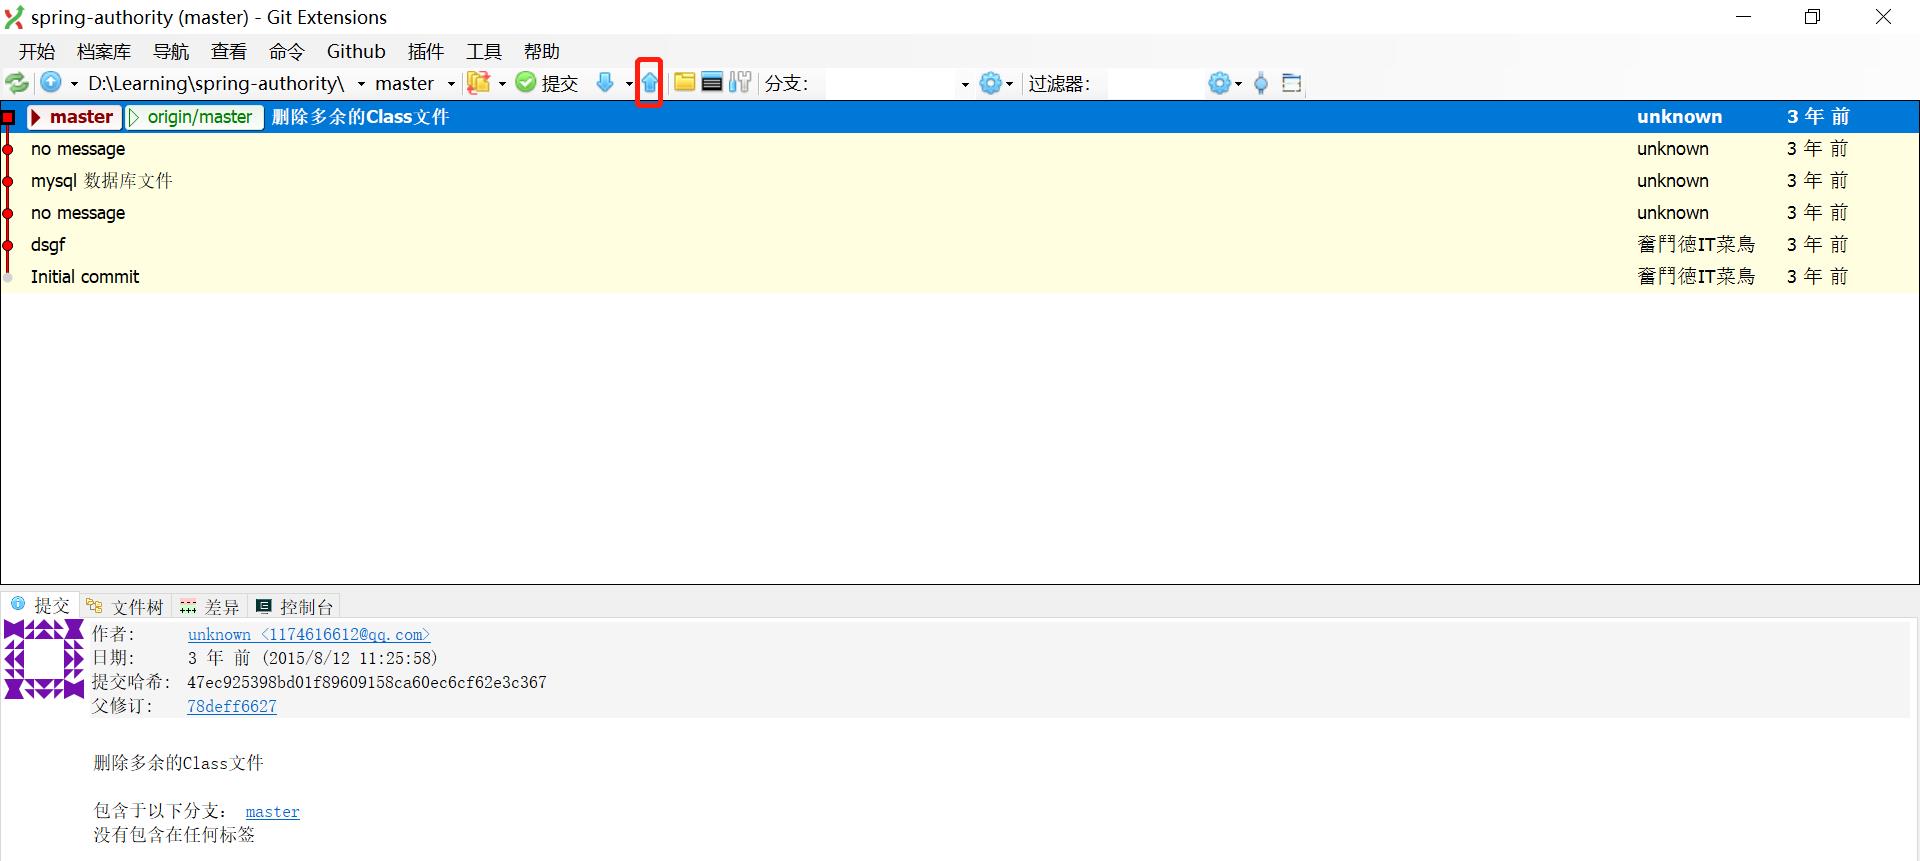 spring-authority (master) - Git Extensions
开始 档案库 导航 查看 命令 Github 插件 工具 帮助
D:\Learning\spring-authority\ master 提交 分支： 过滤器：
master origin/master 删除多余的Class文件 unknown 3 年 前
no message unknown 3 年 前
mysql 数据库文件 unknown 3 年 前
no message unknown 3 年 前
dsgf 奮鬥徳IT菜鳥 3 年 前
Initial commit 奮鬥徳IT菜鳥 3 年 前
提交 文件树 差异 控制台
作者： unknown <1174616612@qq.com>
日期： 3 年 前 (2015/8/12 11:25:58)
提交哈希： 47ec925398bd01f89609158ca60ec6cf62e3c367
父修订： 78deff6627
删除多余的Class文件
包含于以下分支： master
没有包含在任何标签